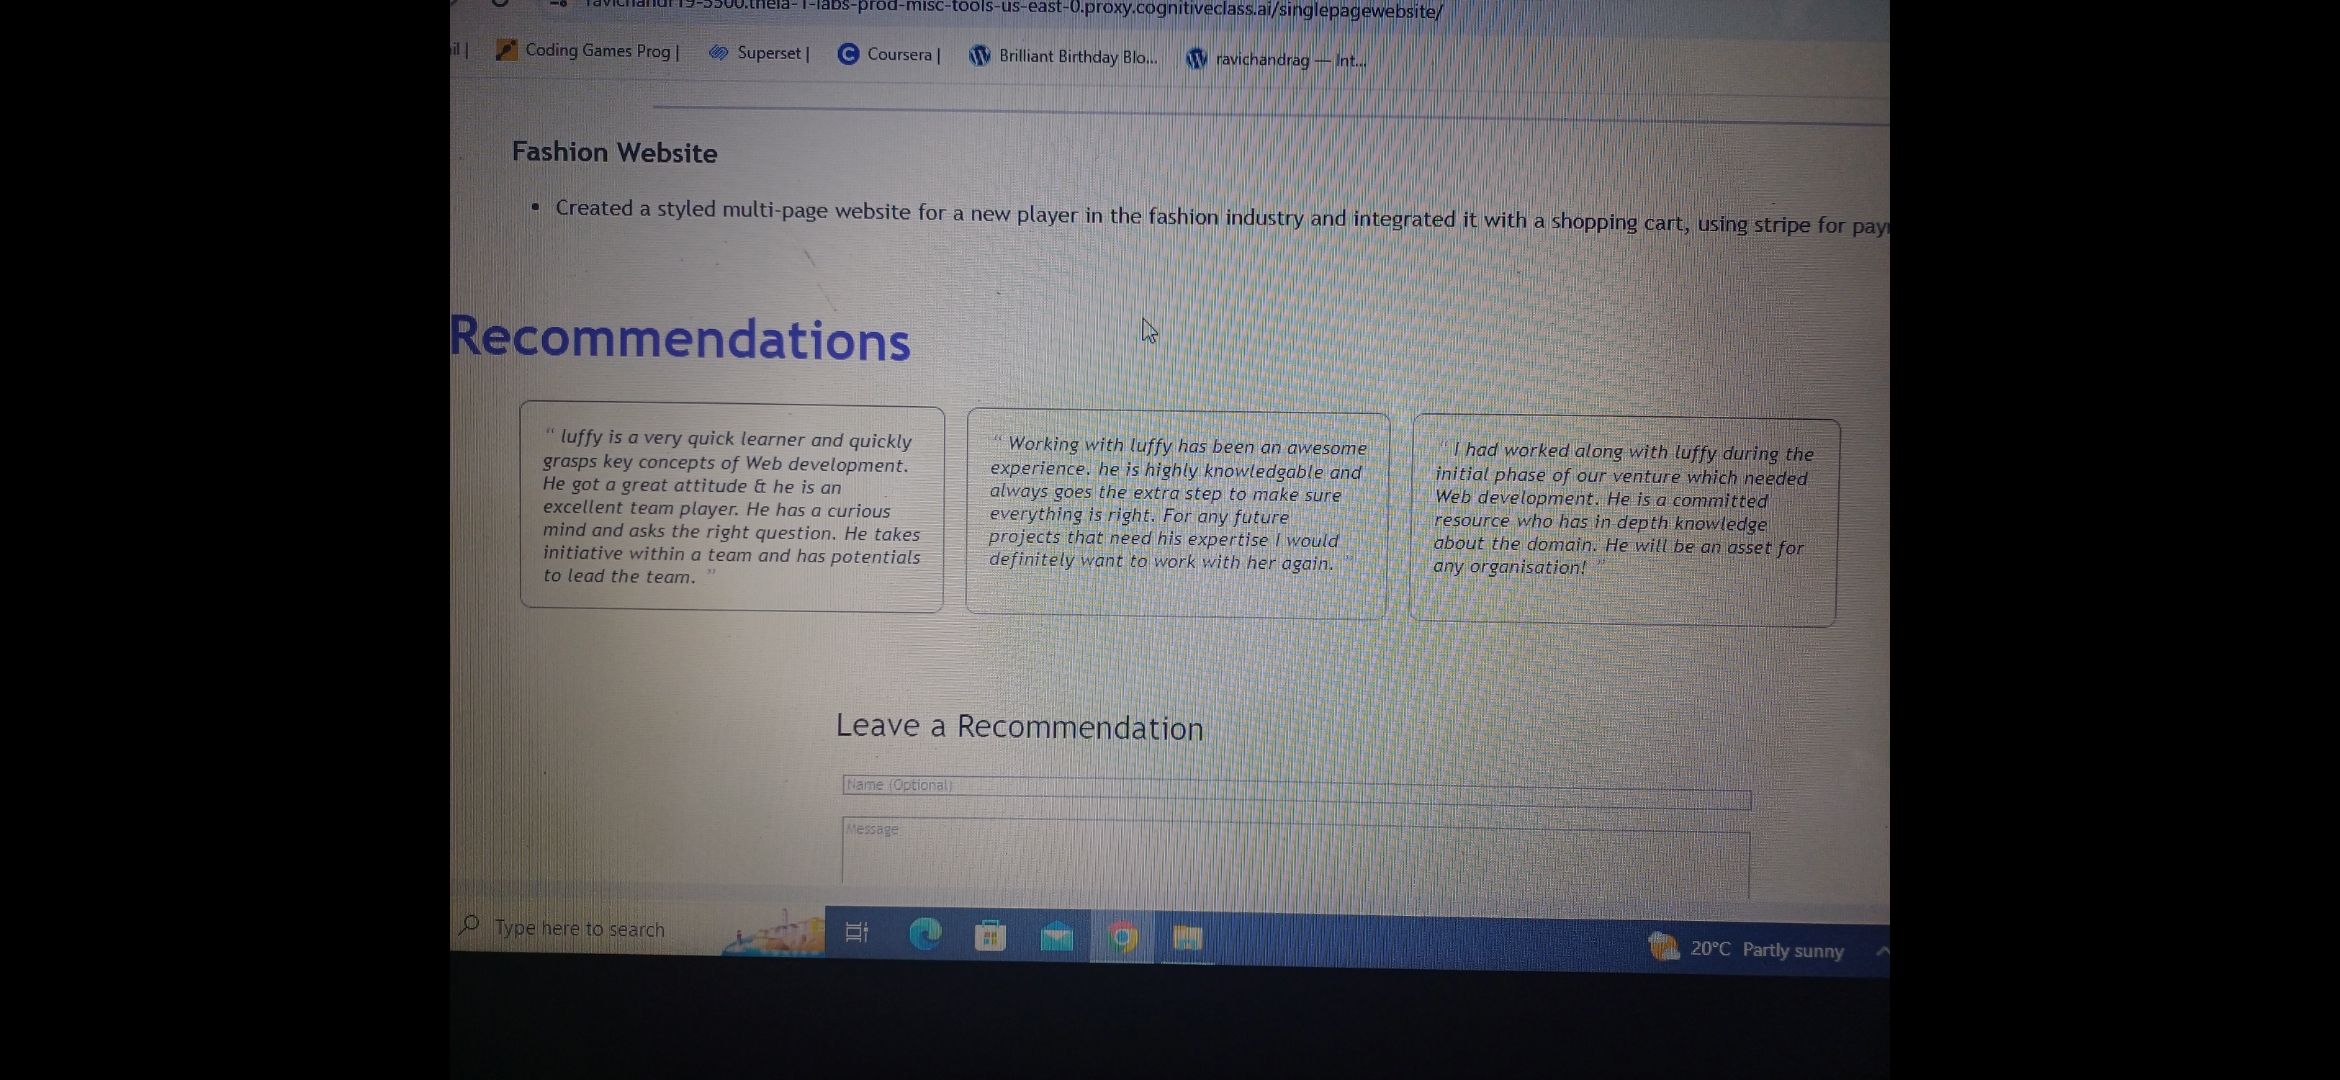 ravichandr19-5500.theia-1-labs-prod-misc-tools-us-east-0.proxy.cognitiveclass.ai/singlepagewebsite/
il | Coding Games Prog | Superset | Coursera | Brilliant Birthday Blo... ravichandrag — Int...
Fashion Website
• Created a styled multi-page website for a new player in the fashion industry and integrated it with a shopping cart, using stripe for pay
Recommendations
“ luffy is a very quick learner and quickly
grasps key concepts of Web development.
He got a great attitude & he is an
excellent team player. He has a curious
mind and asks the right question. He takes
initiative within a team and has potentials
to lead the team. ”
“ Working with luffy has been an awesome
experience. he is highly knowledgable and
always goes the extra step to make sure
everything is right. For any future
projects that need his expertise I would
definitely want to work with her again. ”
“ I had worked along with luffy during the
initial phase of our venture which needed
Web development. He is a committed
resource who has in depth knowledge
about the domain. He will be an asset for
any organisation! ”
Leave a Recommendation
Name (Optional)
Message
Type here to search
20°C Partly sunny